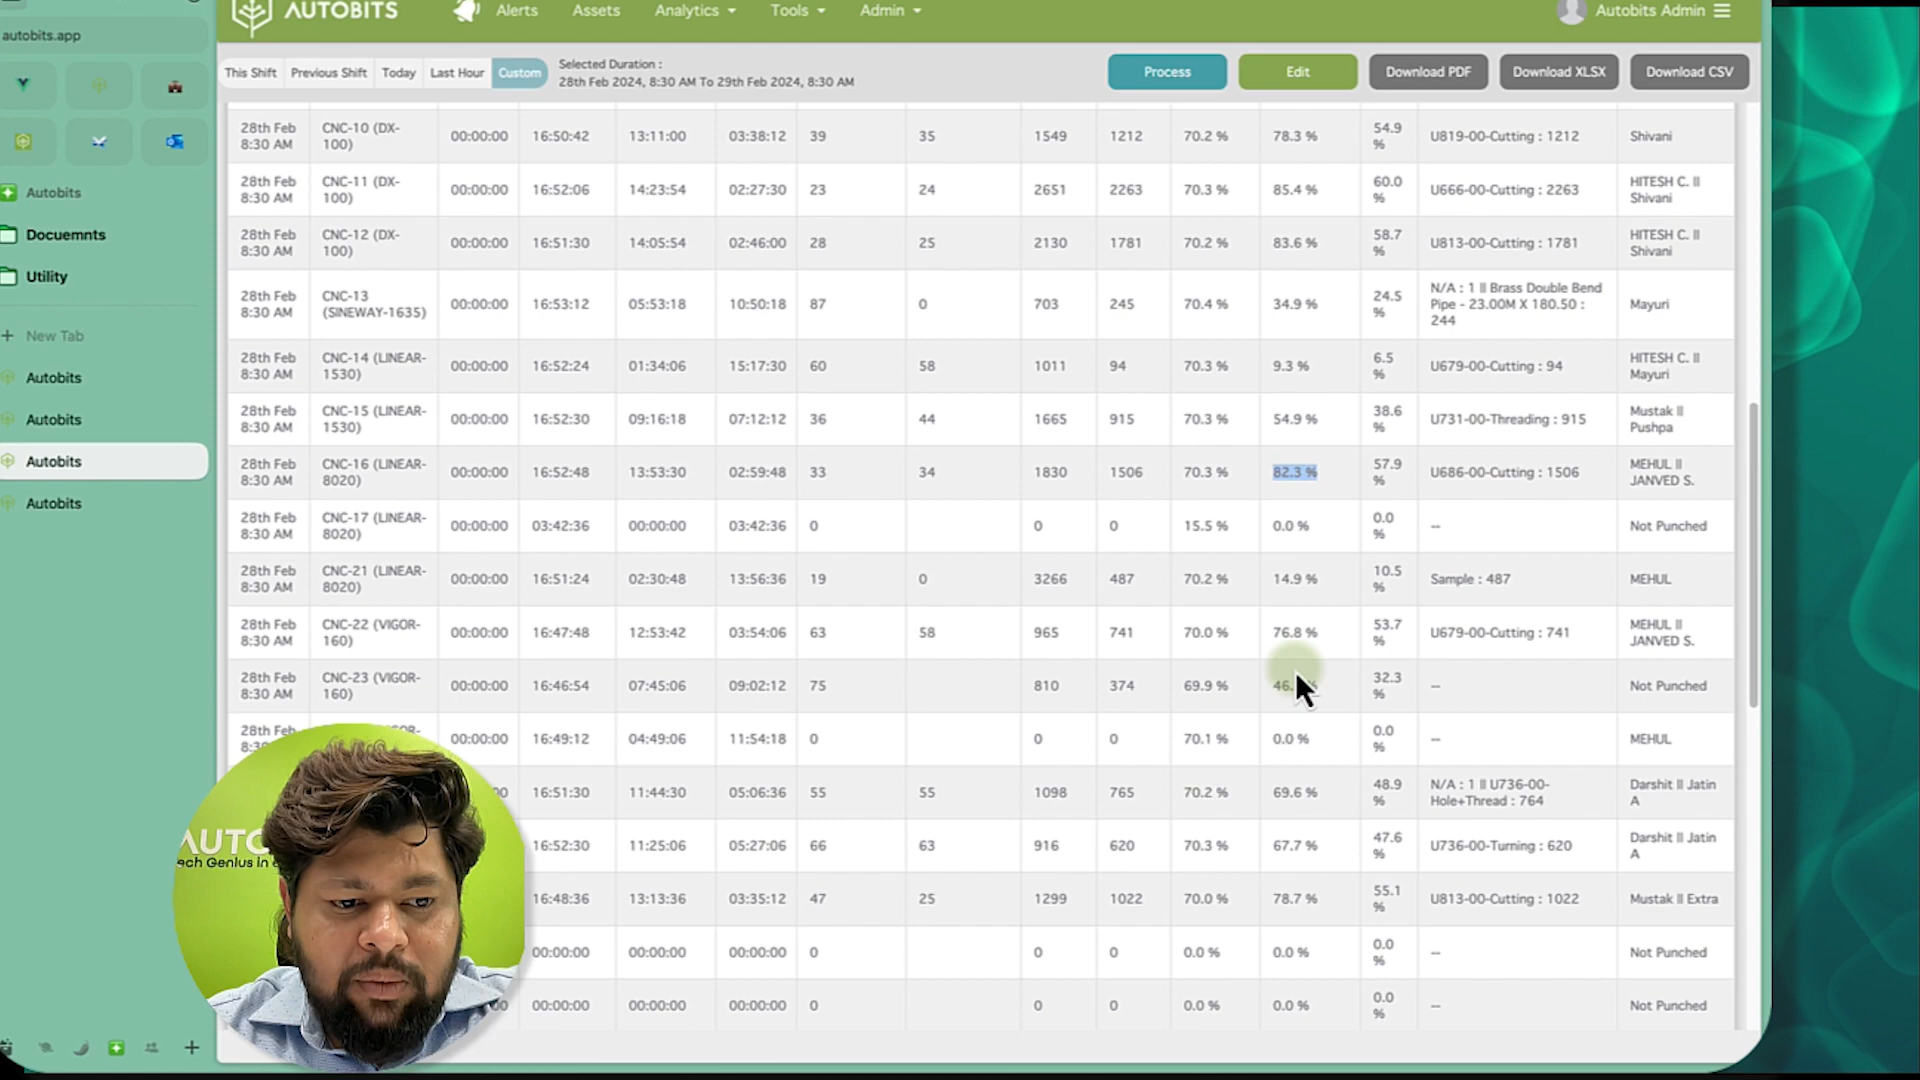 AUTOBITS
Alerts
Assets
Analytics
Tools
Admin
Autobits Admin
autobits.app
This Shift
Previous Shift
Today
Last Hour
Custom
Selected Duration :
28th Feb 2024, 8:30 AM To 29th Feb 2024, 8:30 AM
Process
Edit
Download PDF
Download XLSX
Download CSV
Autobits
Docuemnts
Utility
New Tab
Autobits
Autobits
Autobits
Autobits
28th Feb 8:30 AM CNC-10 (DX-100) 00:00:00 16:50:42 13:11:00 03:38:12 39 35 1549 1212 70.2 % 78.3 % 54.9 % U819-00-Cutting : 1212 Shivani
28th Feb 8:30 AM CNC-11 (DX-100) 00:00:00 16:52:06 14:23:54 02:27:30 23 24 2651 2263 70.3 % 85.4 % 60.0 % U666-00-Cutting : 2263 HITESH C. || Shivani
28th Feb 8:30 AM CNC-12 (DX-100) 00:00:00 16:51:30 14:05:54 02:46:00 28 25 2130 1781 70.2 % 83.6 % 58.7 % U813-00-Cutting : 1781 HITESH C. || Shivani
28th Feb 8:30 AM CNC-13 (SINEWAY-1635) 00:00:00 16:53:12 05:53:18 10:50:18 87 0 703 245 70.4 % 34.9 % 24.5 % N/A : 1 || Brass Double Bend Pipe - 23.00M X 180.50 : 244 Mayuri
28th Feb 8:30 AM CNC-14 (LINEAR-1530) 00:00:00 16:52:24 01:34:06 15:17:30 60 58 1011 94 70.3 % 9.3 % 6.5 % U679-00-Cutting : 94 HITESH C. || Mayuri
28th Feb 8:30 AM CNC-15 (LINEAR-1530) 00:00:00 16:52:30 09:16:18 07:12:12 36 44 1665 915 70.3 % 54.9 % 38.6 % U731-00-Threading : 915 Mustak || Pushpa
28th Feb 8:30 AM CNC-16 (LINEAR-8020) 00:00:00 16:52:48 13:53:30 02:59:48 33 34 1830 1506 70.3 % 82.3 % 57.9 % U686-00-Cutting : 1506 MEHUL || JANVED S.
28th Feb 8:30 AM CNC-17 (LINEAR-8020) 00:00:00 03:42:36 00:00:00 03:42:36 0 0 0 15.5 % 0.0 % 0.0 % -- Not Punched
28th Feb 8:30 AM CNC-21 (LINEAR-8020) 00:00:00 16:51:24 02:30:48 13:56:36 19 0 3266 487 70.2 % 14.9 % 10.5 % Sample : 487 MEHUL
28th Feb 8:30 AM CNC-22 (VIGOR-160) 00:00:00 16:47:48 12:53:42 03:54:06 63 58 965 741 70.0 % 76.8 % 53.7 % U679-00-Cutting : 741 MEHUL || JANVED S.
28th Feb 8:30 AM CNC-23 (VIGOR-160) 00:00:00 16:46:54 07:45:06 09:02:12 75 810 374 69.9 % 32.3 % -- Not Punched
28th Feb 00:00:00 16:49:12 04:49:06 11:54:18 0 0 0 70.1 % 0.0 % 0.0 % -- MEHUL
16:51:30 11:44:30 05:06:36 55 55 1098 765 70.2 % 69.6 % 48.9 % N/A : 1 || U736-00-Hole+Thread : 764 Darshit || Jatin A
16:52:30 11:25:06 05:27:06 66 63 916 620 70.3 % 67.7 % 47.6 % U736-00-Turning : 620 Darshit || Jatin A
16:48:36 13:13:36 03:35:12 47 25 1299 1022 70.0 % 78.7 % 55.1 % U813-00-Cutting : 1022 Mustak || Extra
00:00:00 00:00:00 00:00:00 0 0 0 0.0 % 0.0 % 0.0 % -- Not Punched
00:00:00 00:00:00 00:00:00 0 0 0 0.0 % 0.0 % 0.0 % -- Not Punched